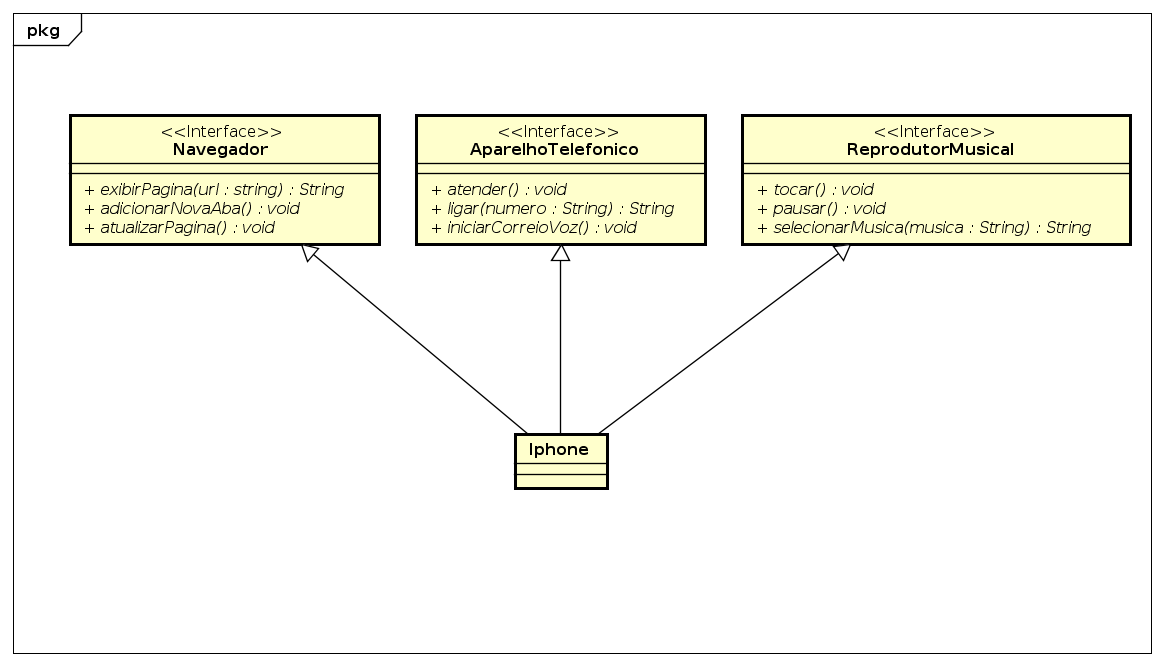 pkg
<<Interface>>
Navegador
+ exibirPagina(url : string) : String
+ adicionarNovaAba() : void
+ atualizarPagina() : void
<<Interface>>
AparelhoTelefonico
+ atender() : void
+ ligar(numero : String) : String
+ iniciarCorreioVoz() : void
<<Interface>>
ReprodutorMusical
+ tocar() : void
+ pausar() : void
+ selecionarMusica(musica : String) : String
Iphone